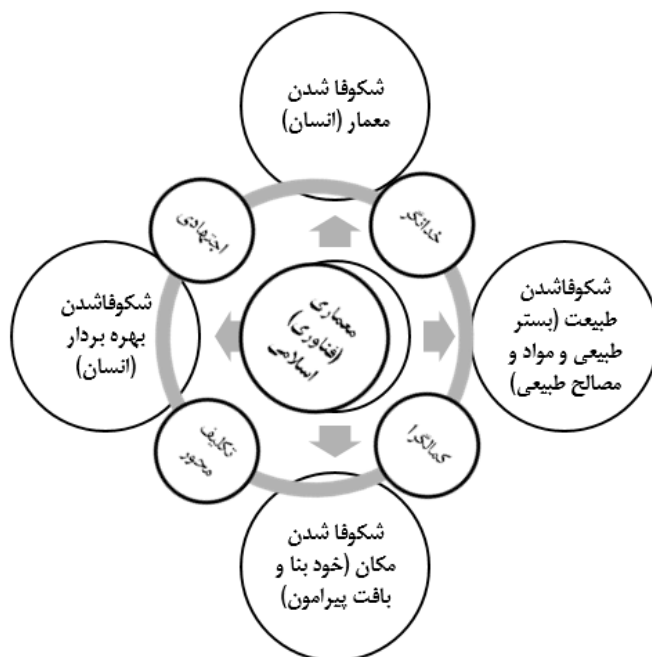 شکوفا شدن
معمار (انسان)
خدانگر
اجتهادی
شکوفاشدن
طبیعت (بستر
طبیعی و مواد و
مصالح طبیعی)
معماری
(فناوری)
اسلامی
شکوفاشدن
بهره بردار
(انسان)
کمالگرا
تکلیف
محور
شکوفا شدن
مکان (خود بنا و
بافت پیرامون)